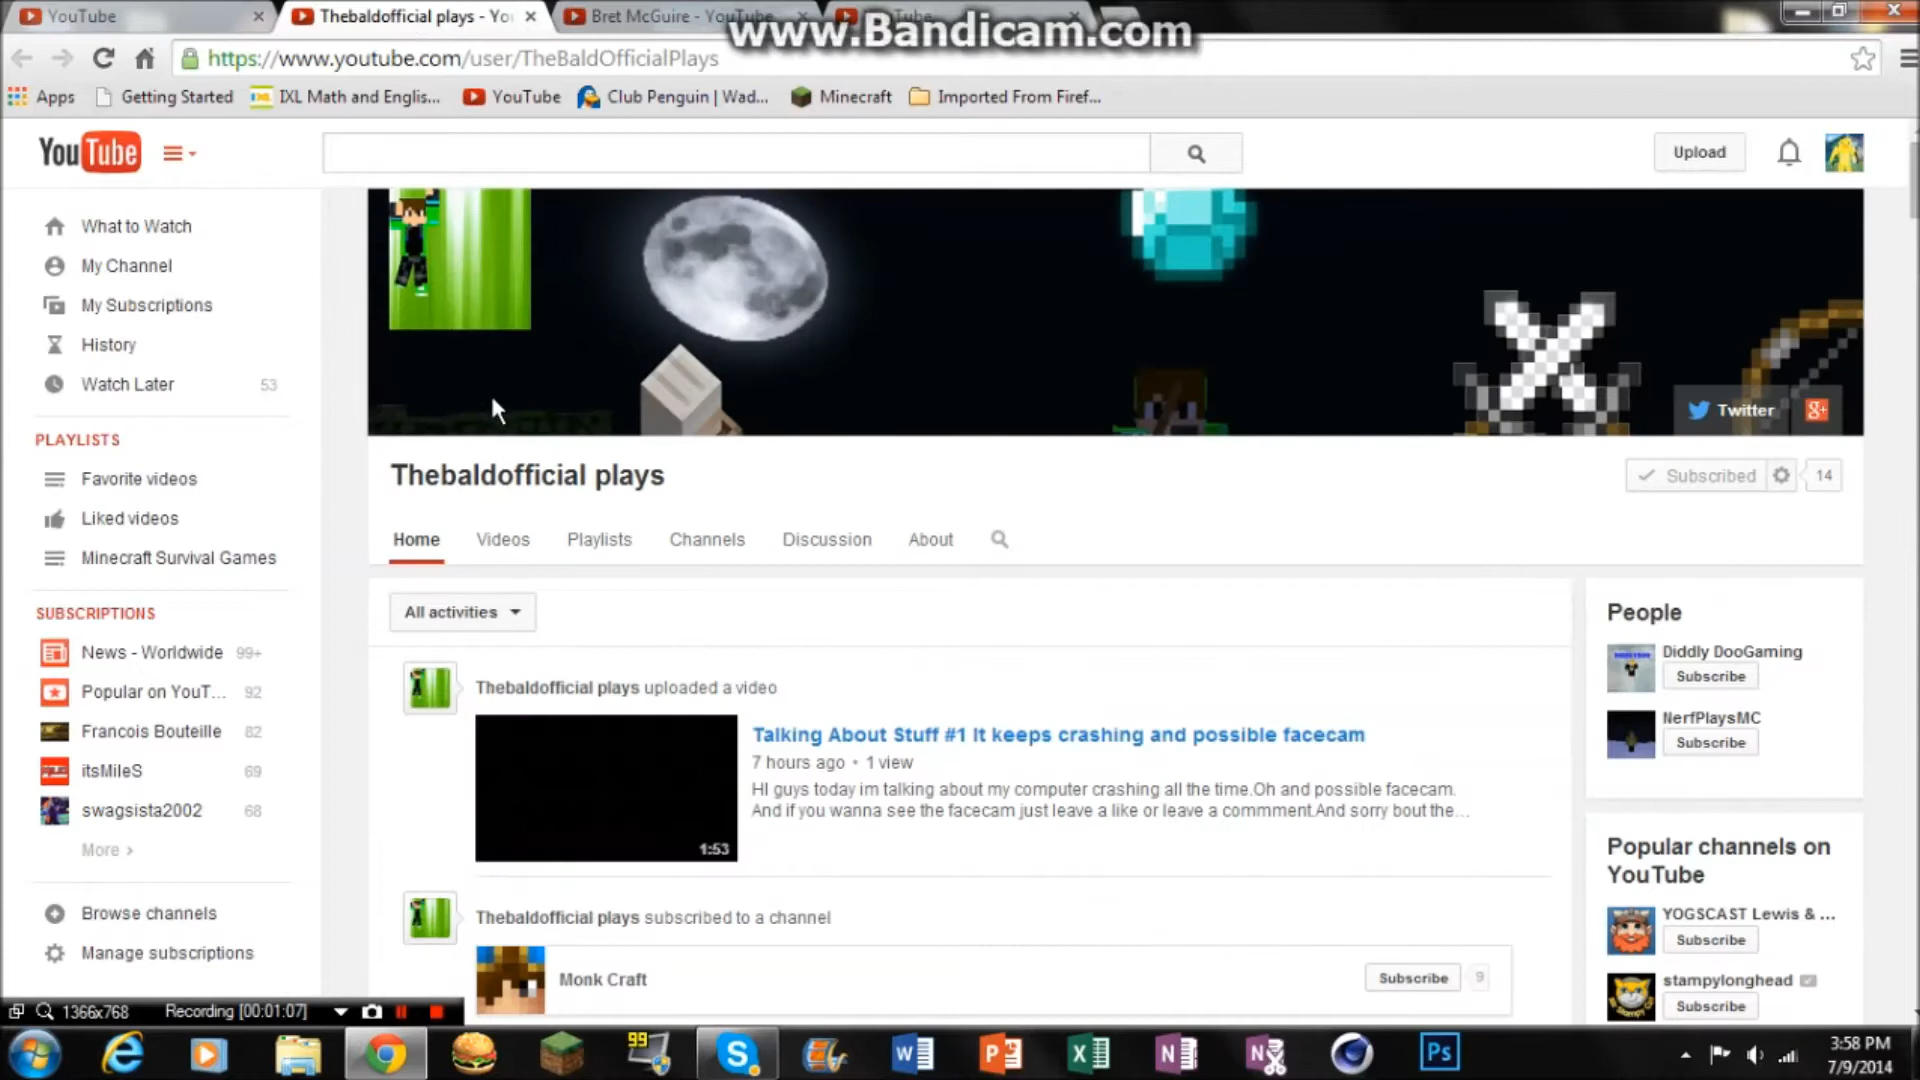 YouTube
Thebaldofficial plays - Yo
Bret McGuire - YouTube
www.Bandicam.com
https://www.youtube.com/user/TheBaldOfficialPlays
Apps
Getting Started
IXL Math and Englis...
YouTube
Club Penguin | Wad...
Minecraft
Imported From Firef...
YouTube
Upload
What to Watch
My Channel
My Subscriptions
History
Watch Later 53
PLAYLISTS
Favorite videos
Liked videos
Minecraft Survival Games
SUBSCRIPTIONS
News - Worldwide 99+
Popular on YouT... 92
Francois Bouteille 82
itsMileS 69
swagsista2002 68
More >
Browse channels
Manage subscriptions
Twitter
g+
Thebaldofficial plays
Subscribed 14
Home Videos Playlists Channels Discussion About
All activities
Thebaldofficial plays uploaded a video
1:53
Talking About Stuff #1 It keeps crashing and possible facecam
7 hours ago • 1 view
HI guys today im talking about my computer crashing all the time.Oh and possible facecam.
And if you wanna see the facecam just leave a like or leave a commment.And sorry bout the...
Thebaldofficial plays subscribed to a channel
Monk Craft
Subscribe 9
People
Diddly DooGaming
Subscribe
NerfPlaysMC
Subscribe
Popular channels on
YouTube
YOGSCAST Lewis & ...
Subscribe
stampylonghead
Subscribe
1366x768 Recording [00:01:07]
99
Ps
3:58 PM
7/9/2014